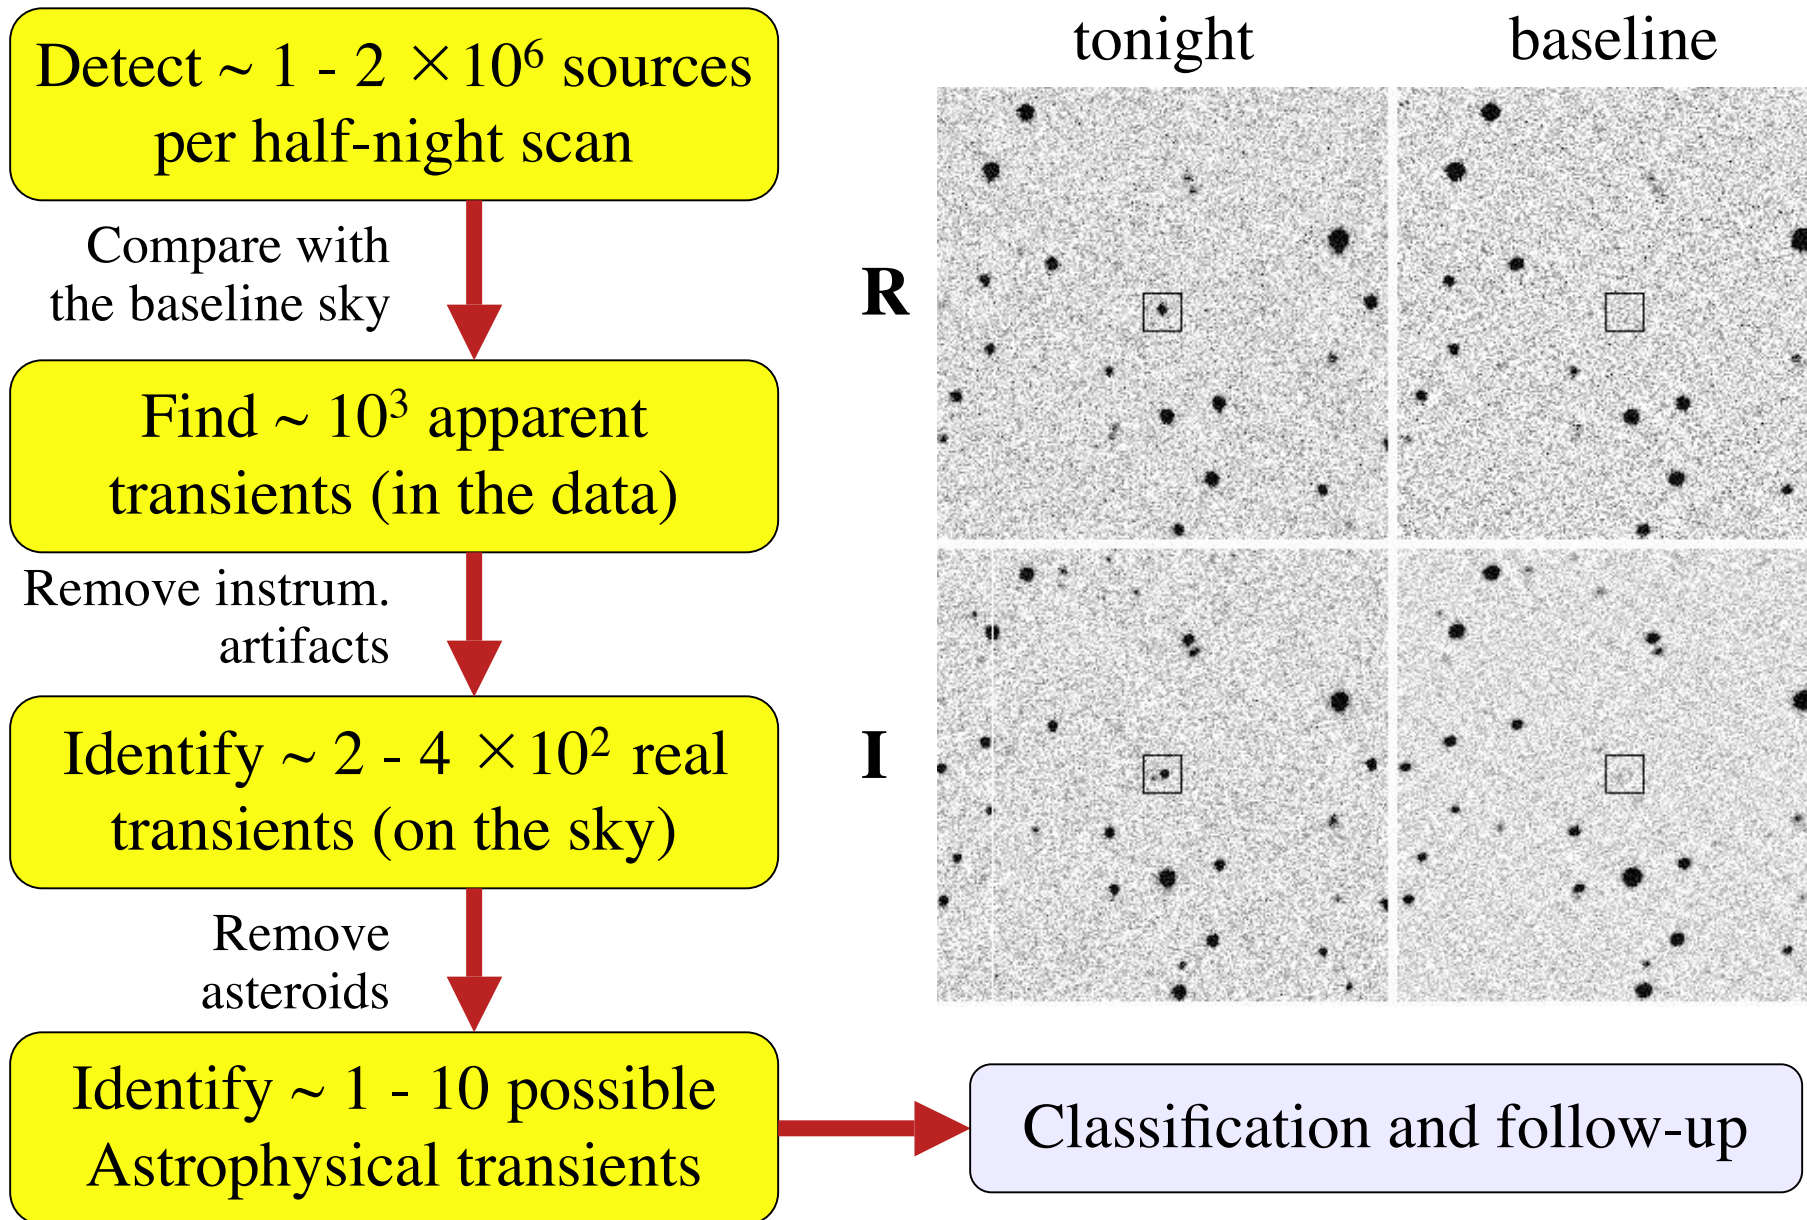 Detect ~ 1 - 2 ×10⁶ sources
per half-night scan
Compare with
the baseline sky
Find ~ 10³ apparent
transients (in the data)
Remove instrum.
artifacts
Identify ~ 2 - 4 ×10² real
transients (on the sky)
Remove
asteroids
Identify ~ 1 - 10 possible
Astrophysical transients
Classification and follow-up
tonight
baseline
R
I